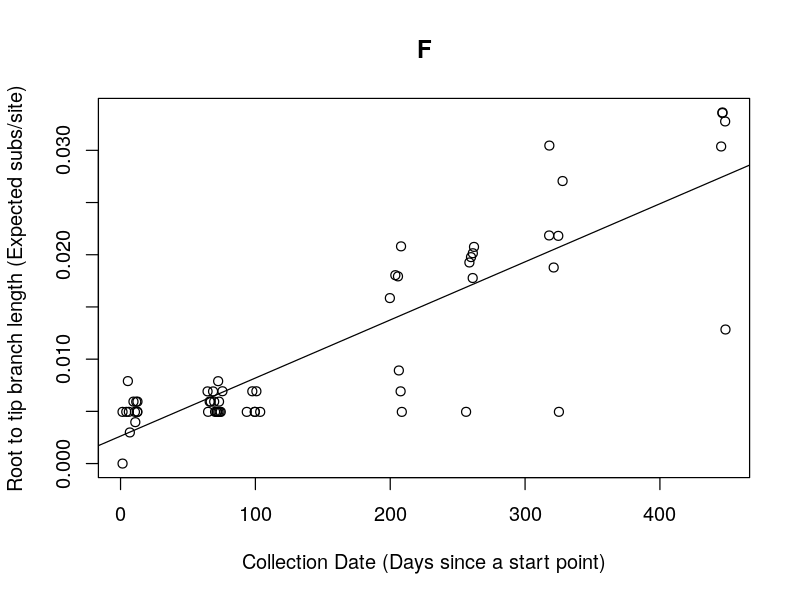 F
Root to tip branch length (Expected subs/site)
0.030
0.020
0.010
0.000
0 100 200 300 400
Collection Date (Days since a start point)